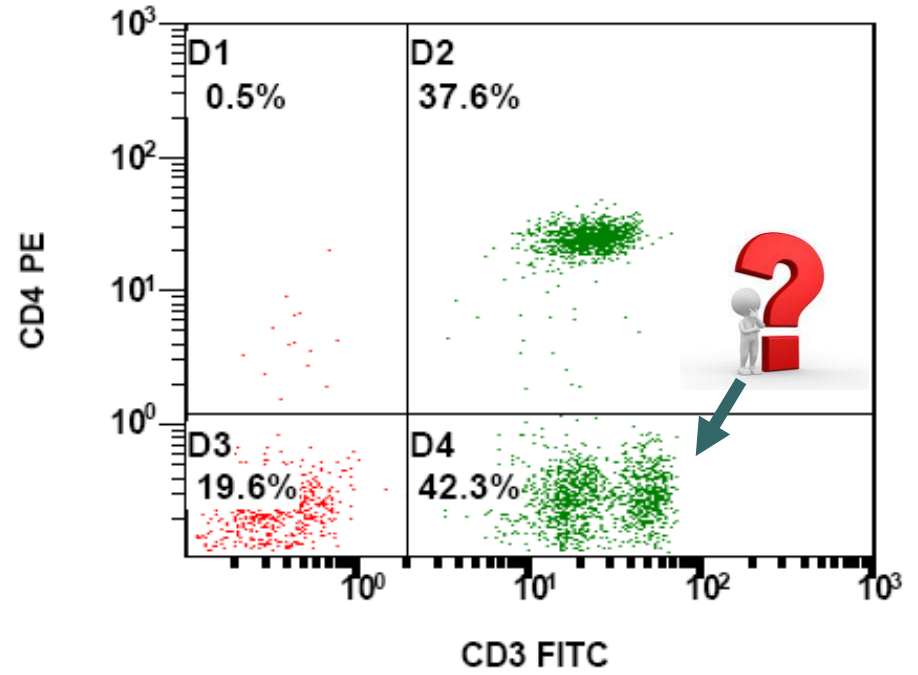 10³
D1
0.5%
D2
37.6%
10²
CD4 PE
10¹
?
10⁰
D3
19.6%
D4
42.3%
10⁰ 10¹ 10² 10³
CD3 FITC